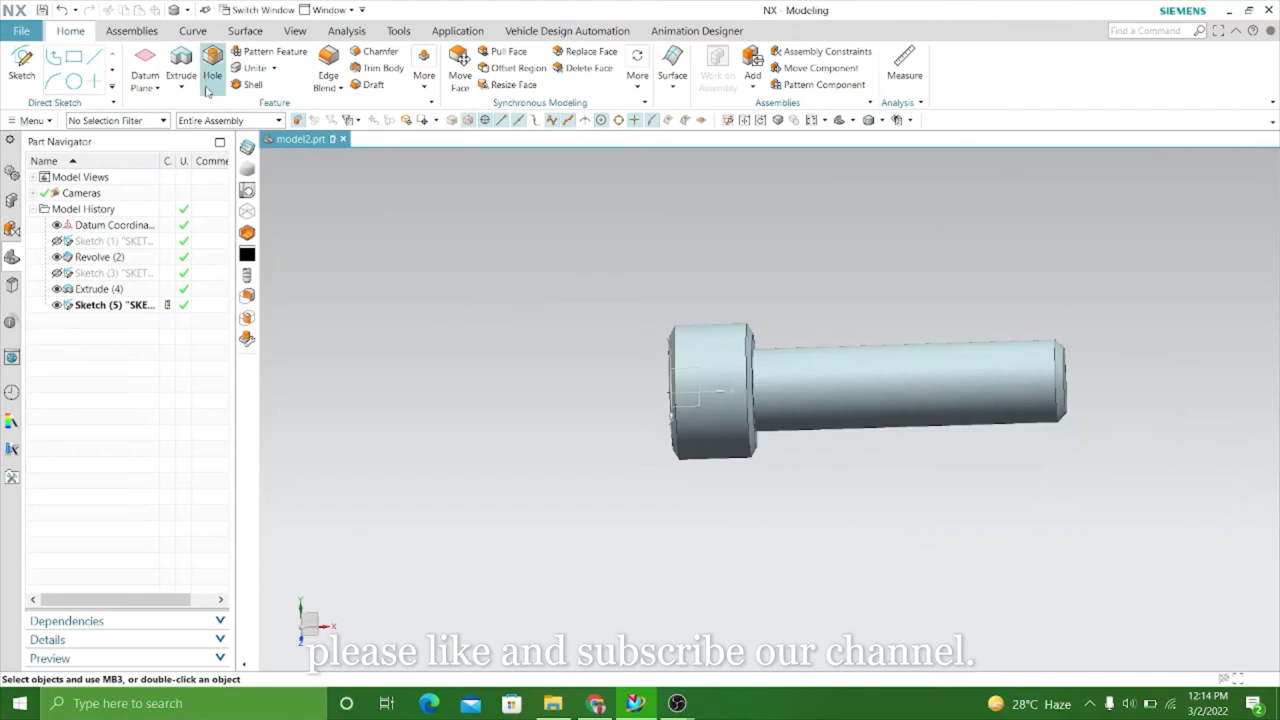 NX
Switch Window
Window
NX - Modeling
SIEMENS
File
Home
Assemblies
Curve
Surface
View
Analysis
Tools
Application
Vehicle Design Automation
Animation Designer
Find a Command
Sketch
Datum Plane
Extrude
Hole
Pattern Feature
Unite
Shell
Edge Blend
Chamfer
Trim Body
Draft
More
Move Face
Pull Face
Offset Region
Resize Face
Replace Face
Delete Face
More
Surface
Work on Assembly
Add
Assembly Constraints
Move Component
Pattern Component
Measure
Direct Sketch
Feature
Synchronous Modeling
Assemblies
Analysis
Menu
No Selection Filter
Entire Assembly
Part Navigator
model2.prt
Name
C.
U.
Comme
Model Views
Cameras
Model History
Datum Coordina...
Sketch (1) "SKET...
Revolve (2)
Sketch (3) "SKET...
Extrude (4)
Sketch (5) "SKE...
Dependencies
Details
Preview
Y
X
Z
please like and subscribe our channel.
Select objects and use MB3, or double-click an object
Type here to search
28°C Haze
12:14 PM
3/2/2022
2